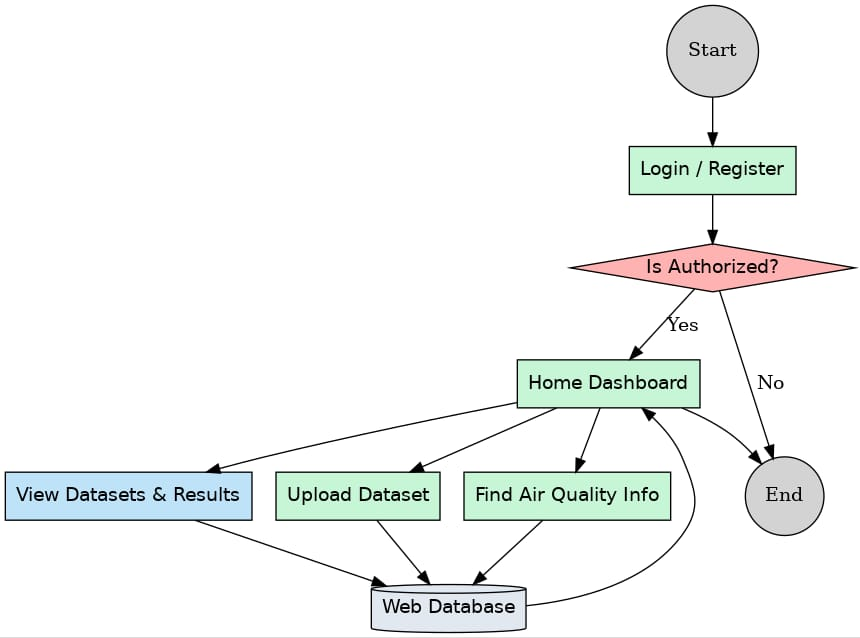 Start
Login / Register
Is Authorized?
Yes
Home Dashboard
No
View Datasets & Results
Upload Dataset
Find Air Quality Info
End
Web Database